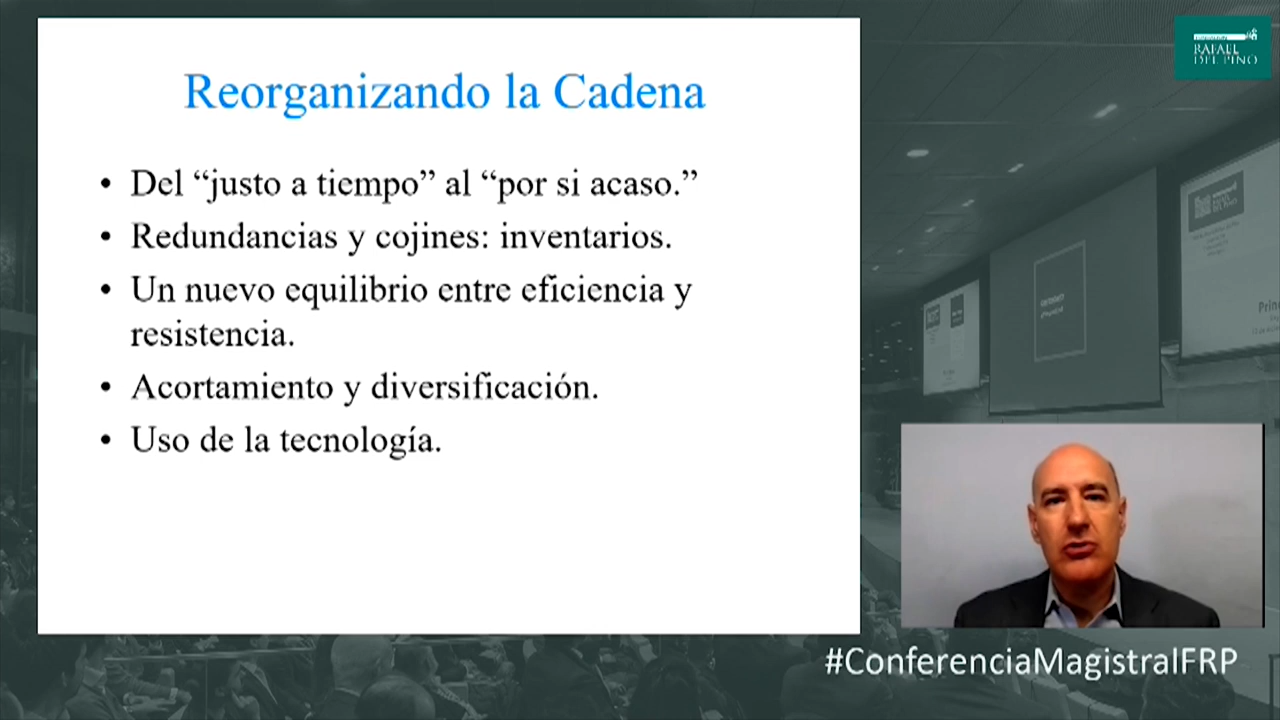 Reorganizando la Cadena
• Del “justo a tiempo” al “por si acaso.”
• Redundancias y cojines: inventarios.
• Un nuevo equilibrio entre eficiencia y
resistencia.
• Acortamiento y diversificación.
• Uso de la tecnología.
RAFAEL
DEL PINO
#ConferenciaMagistralFRP